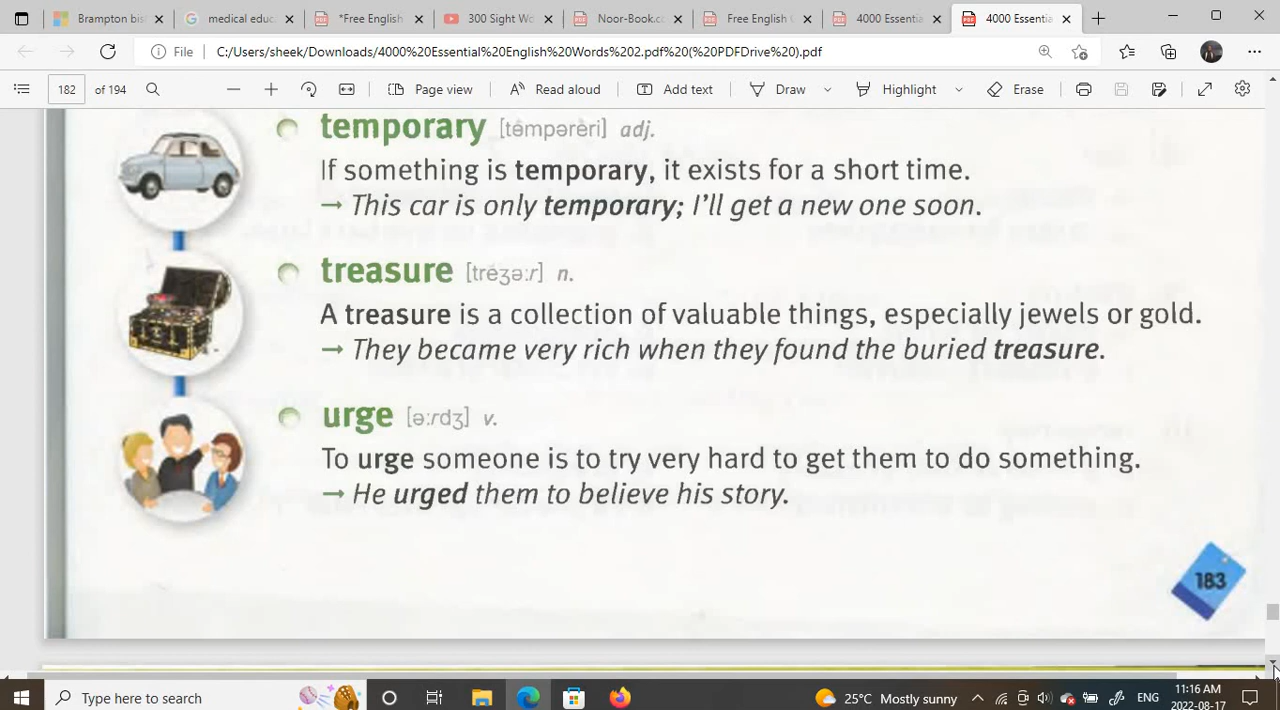 Brampton bis
medical educ
*Free English
300 Sight Wo
Noor-Book.co
Free English
4000 Essentia
4000 Essentia
File C:/Users/sheek/Downloads/4000%20Essential%20English%20Words%202.pdf%20(%20PDFDrive%20).pdf
182 of 194 Page view Read aloud Add text Draw Highlight Erase
temporary [témpərèri] adj.
If something is temporary, it exists for a short time.
→ This car is only temporary; I'll get a new one soon.
treasure [tréʒə:r] n.
A treasure is a collection of valuable things, especially jewels or gold.
→ They became very rich when they found the buried treasure.
urge [ə:rdʒ] v.
To urge someone is to try very hard to get them to do something.
→ He urged them to believe his story.
183
Type here to search
25°C Mostly sunny
ENG
11:16 AM
2022-08-17